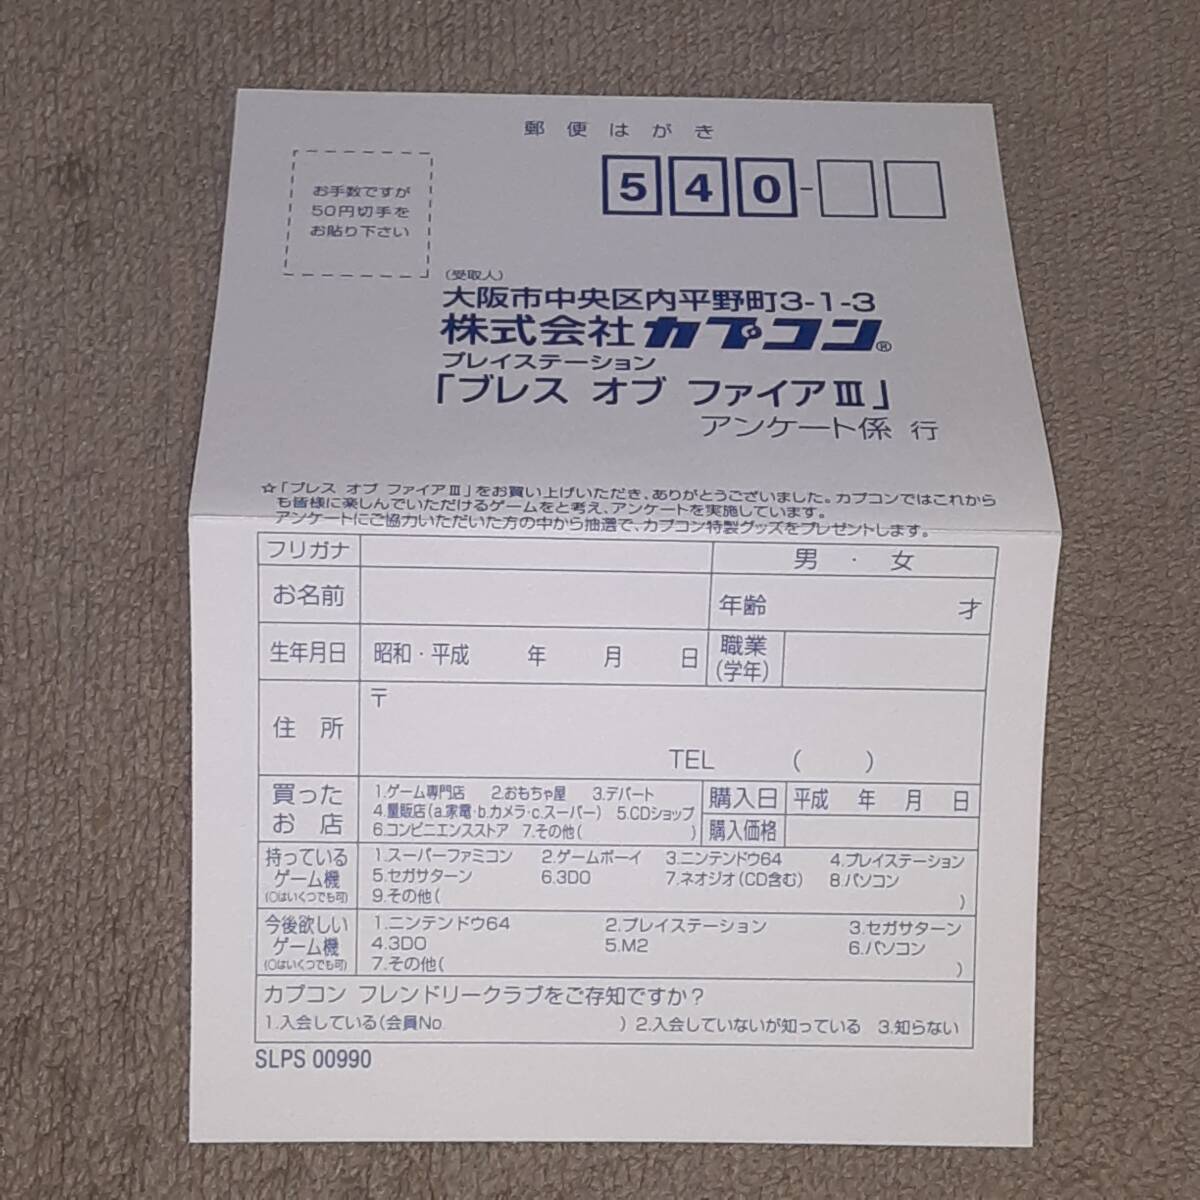 郵便はがき
お手数ですが
50円切手を
お貼り下さい
540-
(受取人)
大阪市中央区内平野町3-1-3
株式会社 カプコン®
プレイステーション
「ブレス オブ ファイアⅢ」
アンケート係 行
☆「ブレス オブ ファイアⅢ」をお買い上げいただき、ありがとうございました。カプコンではこれから
も皆様に楽しんでいただけるゲームをと考え、アンケートを実施しています。
アンケートにご協力いただいた方の中から抽選で、カプコン特製グッズをプレゼントします。
フリガナ 男・女
お名前 年齢 才
生年月日 昭和・平成 年 月 日 職業
(学年)
住所 〒
TEL ( )
買った
お店
1.ゲーム専門店 2.おもちゃ屋 3.デパート
4.量販店(a.家電・b.カメラ・c.スーパー) 5.CDショップ
6.コンビニエンスストア 7.その他( )
購入日 平成 年 月 日
購入価格
持っている
ゲーム機
(○はいくつでも可)
1.スーパーファミコン 2.ゲームボーイ 3.ニンテンドウ64 4.プレイステーション
5.セガサターン 6.3DO 7.ネオジオ(CD含む) 8.パソコン
9.その他( )
今後欲しい
ゲーム機
(○はいくつでも可)
1.ニンテンドウ64 2.プレイステーション 3.セガサターン
4.3DO 5.M2 6.パソコン
7.その他( )
カプコン フレンドリークラブをご存知ですか?
1.入会している(会員No. ) 2.入会していないが知っている 3.知らない
SLPS 00990